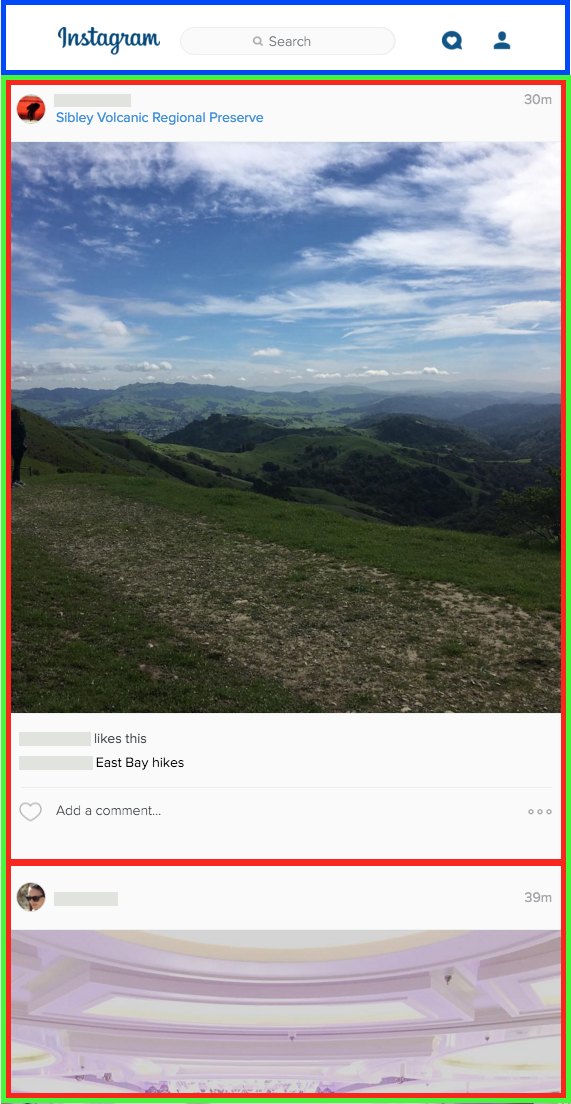 Instagram
Search
30m
Sibley Volcanic Regional Preserve
likes this
East Bay hikes
Add a comment...
39m